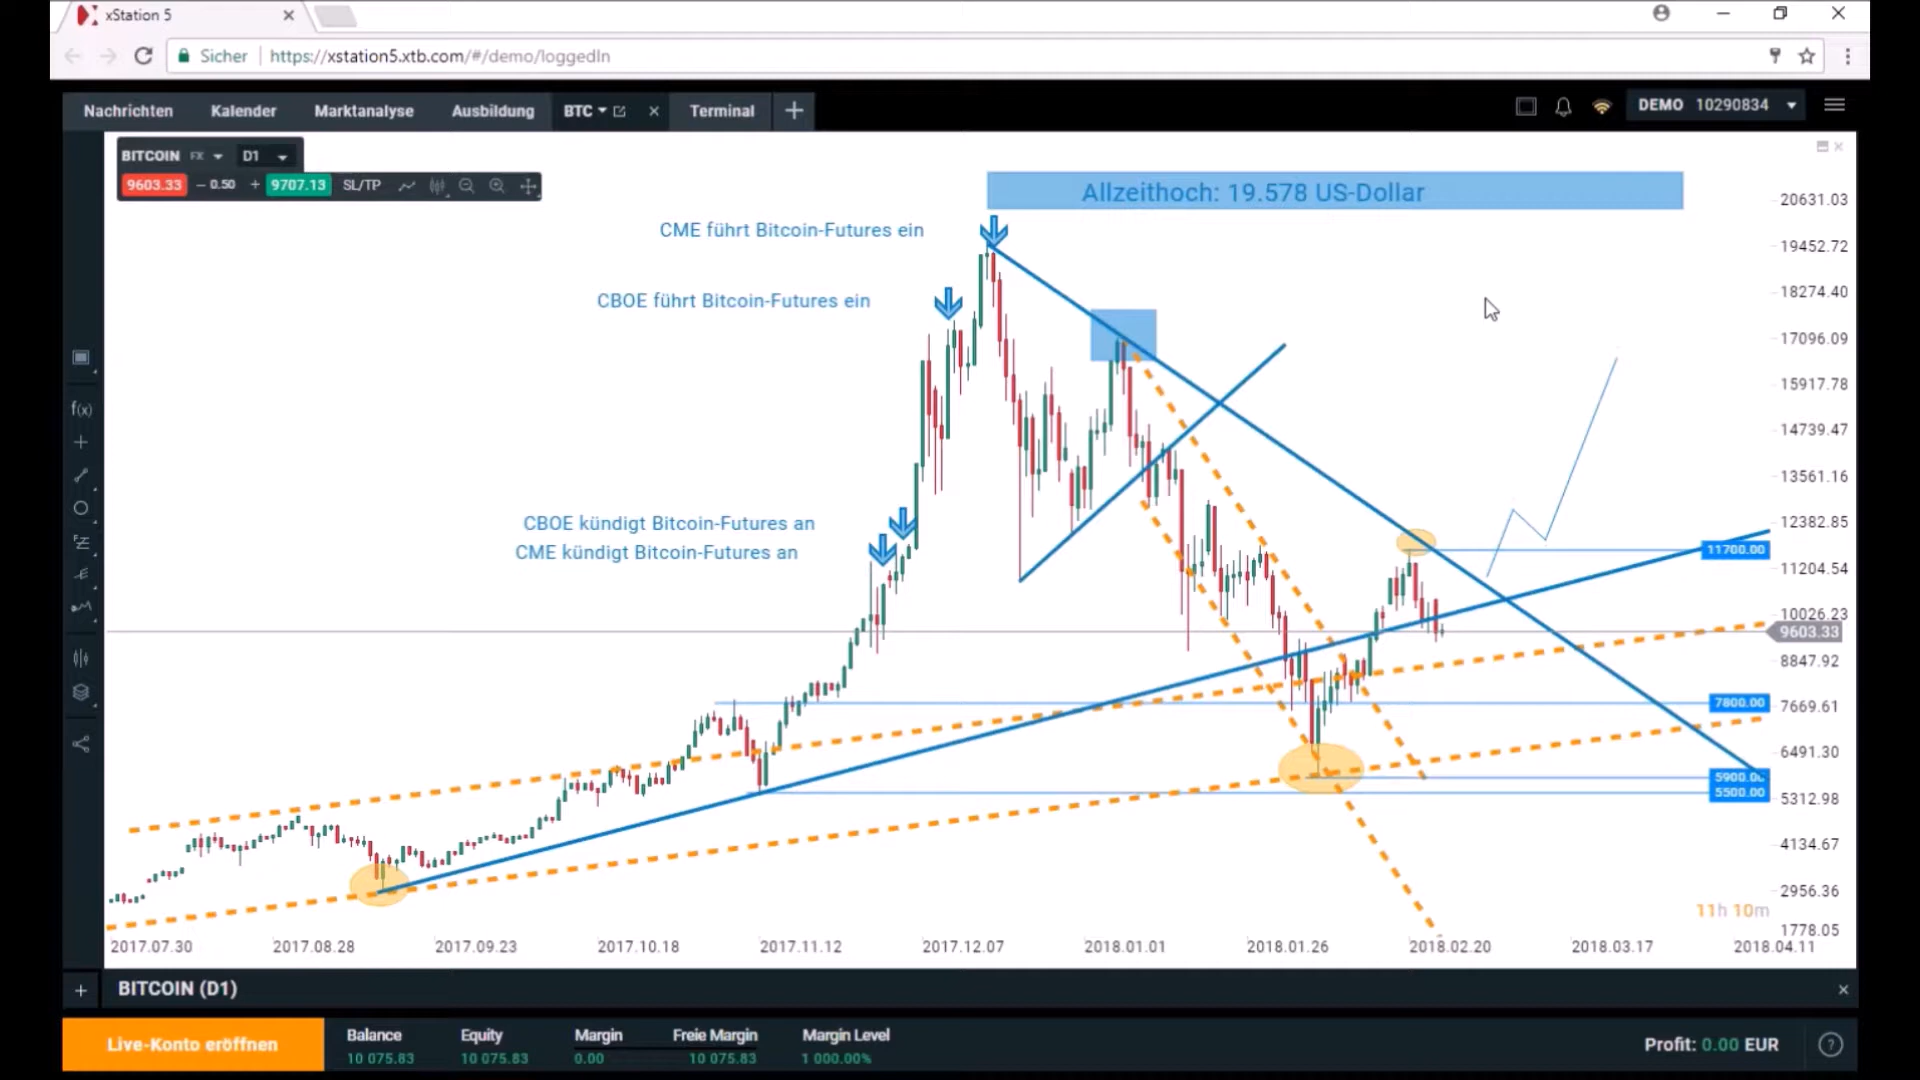 xStation 5
Sicher https://xstation5.xtb.com/#/demo/loggedIn
Nachrichten Kalender Marktanalyse Ausbildung BTC Terminal
DEMO 10290834
BITCOIN FX D1
9603.33 0.50 9707.13 SL/TP
Allzeithoch: 19.578 US-Dollar
CME führt Bitcoin-Futures ein
CBOE führt Bitcoin-Futures ein
CBOE kündigt Bitcoin-Futures an
CME kündigt Bitcoin-Futures an
f(x)
20631.03
19452.72
18274.40
17096.09
15917.78
14739.47
13561.16
12382.85
11700.00
11204.54
10026.23
9603.33
8847.92
7800.00
7669.61
6491.30
5900.00
5500.00
5312.98
4134.67
2956.36
11h 10m
1778.05
2017.07.30 2017.08.28 2017.09.23 2017.10.18 2017.11.12 2017.12.07 2018.01.01 2018.01.26 2018.02.20 2018.03.17 2018.04.11
BITCOIN (D1)
Live-Konto eröffnen
Balance Equity Margin Freie Margin Margin Level
10 075.83 10 075.83 0.00 10 075.83 1 000.00%
Profit: 0.00 EUR